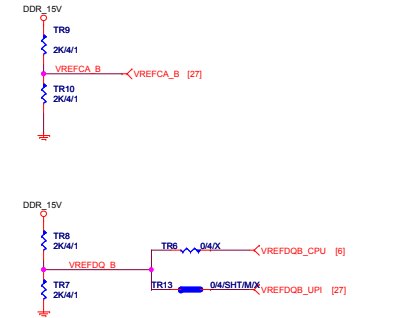 DDR_15V
TR9
2K/4/1
VREFCA_B
VREFCA_B [27]
TR10
2K/4/1
DDR_15V
TR8
2K/4/1
TR6 0/4/X
VREFDQB_CPU [6]
VREFDQ_B
TR7
2K/4/1
TR13 0/4/SHT/M/X
VREFDQB_UPI [27]